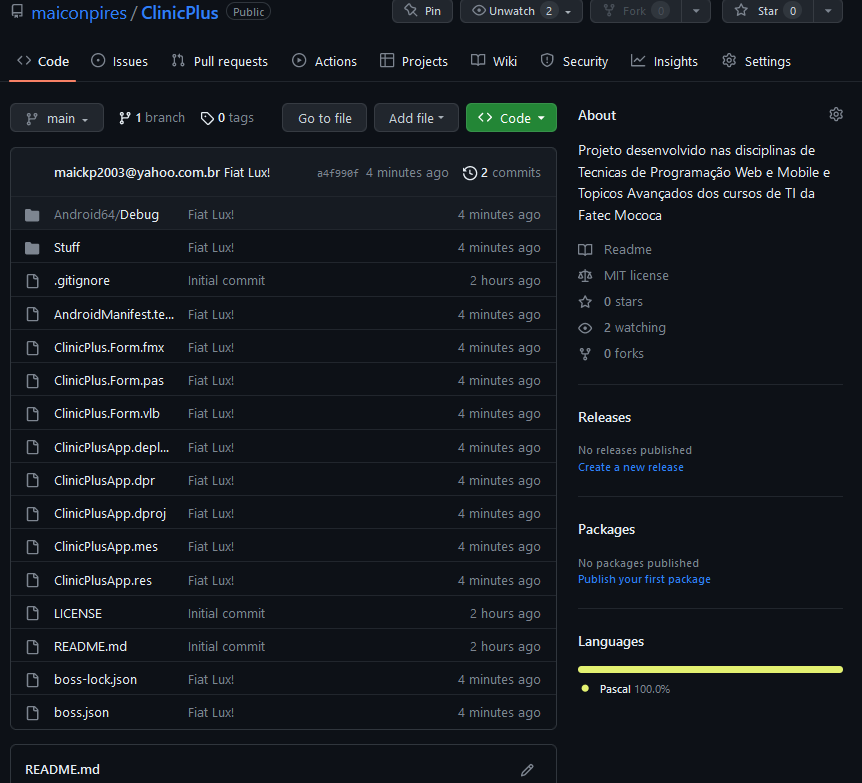 maiconpires / ClinicPlus Public
Pin Unwatch 2 Fork 0 Star 0
Code Issues Pull requests Actions Projects Wiki Security Insights Settings
main 1 branch 0 tags Go to file Add file Code
maickp2003@yahoo.com.br Fiat Lux! a4f990f 4 minutes ago 2 commits
Android64/Debug Fiat Lux! 4 minutes ago
Stuff Fiat Lux! 4 minutes ago
.gitignore Initial commit 2 hours ago
AndroidManifest.te... Fiat Lux! 4 minutes ago
ClinicPlus.Form.fmx Fiat Lux! 4 minutes ago
ClinicPlus.Form.pas Fiat Lux! 4 minutes ago
ClinicPlus.Form.vlb Fiat Lux! 4 minutes ago
ClinicPlusApp.depl... Fiat Lux! 4 minutes ago
ClinicPlusApp.dpr Fiat Lux! 4 minutes ago
ClinicPlusApp.dproj Fiat Lux! 4 minutes ago
ClinicPlusApp.mes Fiat Lux! 4 minutes ago
ClinicPlusApp.res Fiat Lux! 4 minutes ago
LICENSE Initial commit 2 hours ago
README.md Initial commit 2 hours ago
boss-lock.json Fiat Lux! 4 minutes ago
boss.json Fiat Lux! 4 minutes ago
README.md
About
Projeto desenvolvido nas disciplinas de
Tecnicas de Programação Web e Mobile e
Topicos Avançados dos cursos de TI da
Fatec Mococa
Readme
MIT license
0 stars
2 watching
0 forks
Releases
No releases published
Create a new release
Packages
No packages published
Publish your first package
Languages
Pascal 100.0%